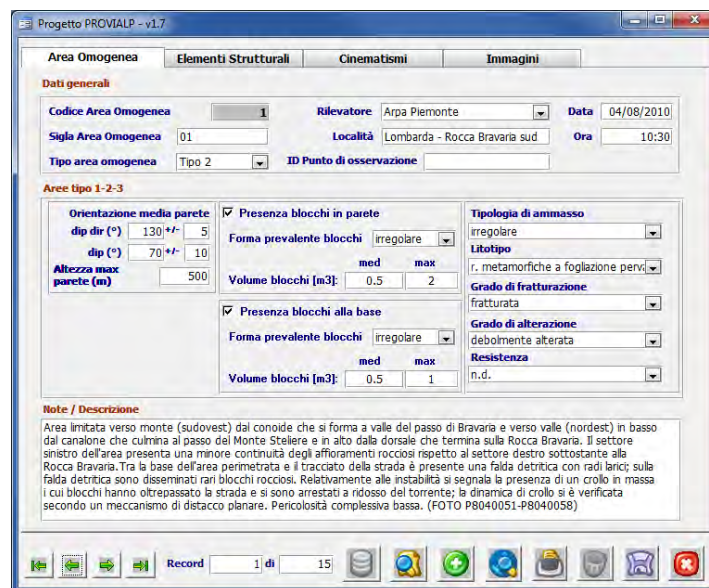 Progetto PROVIALP - v1.7
Area Omogenea Elementi Strutturali Cinematismi Immagini
Dati generali
Codice Area Omogenea 1 Rilevatore Arpa Piemonte Data 04/08/2010
Sigla Area Omogenea 01 Località Lombarda - Rocca Bravaria sud Ora 10:30
Tipo area omogenea Tipo 2 ID Punto di osservazione
Aree tipo 1-2-3
Orientazione media parete
dip dir (°) 130 +/- 5
dip (°) 70 +/- 10
Altezza max parete (m) 500
Presenza blocchi in parete
Forma prevalente blocchi irregolare
med max
Volume blocchi [m3]: 0.5 2
Presenza blocchi alla base
Forma prevalente blocchi irregolare
med max
Volume blocchi [m3]: 0.5 1
Tipologia di ammasso
irregolare
Litotipo
r. metamorfiche a fogliazione perva
Grado di fratturazione
fratturata
Grado di alterazione
debolmente alterata
Resistenza
n.d.
Note / Descrizione
Area limitata verso monte (sudovest) dal conoide che si forma a valle del passo di Bravaria e verso valle (nordest) in basso
dal canalone che culmina al passo del Monte Steliere e in alto dalla dorsale che termina sulla Rocca Bravaria. Il settore
sinistro dell'area presenta una minore continuità degli affioramenti rocciosi rispetto al settore destro sottostante alla
Rocca Bravaria.Tra la base dell'area perimetrata e il tracciato della strada è presente una falda detritica con radi larici; sulla
falda detritica sono disseminati rari blocchi rocciosi. Relativamente alle instabilità si segnala la presenza di un crollo in massa
i cui blocchi hanno oltrepassato la strada e si sono arrestati a ridosso del torrente; la dinamica di crollo si è verificata
secondo un meccanismo di distacco planare. Pericolosità complessiva bassa. (FOTO P8040051-P8040058)
Record 1 di 15